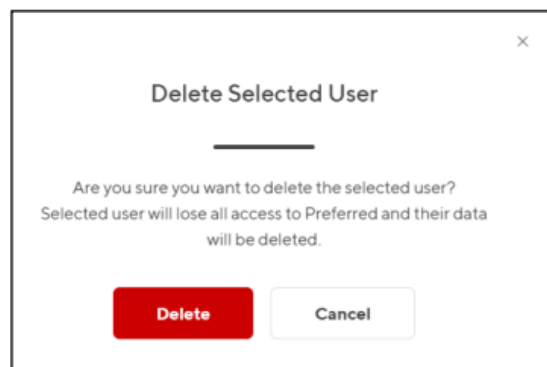 Delete Selected User
Are you sure you want to delete the selected user?
Selected user will lose all access to Preferred and their data
will be deleted.
Delete
Cancel